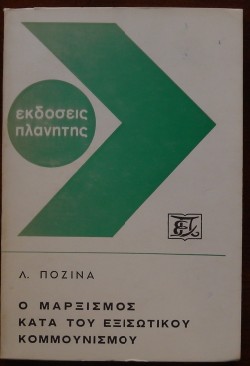 εκδοσεις
πλανητης
Λ. ΠΟΖΙΝΑ
Ο ΜΑΡΞΙΣΜΟΣ
ΚΑΤΑ ΤΟΥ ΕΞΙΣΩΤΙΚΟΥ
ΚΟΜΜΟΥΝΙΣΜΟΥ